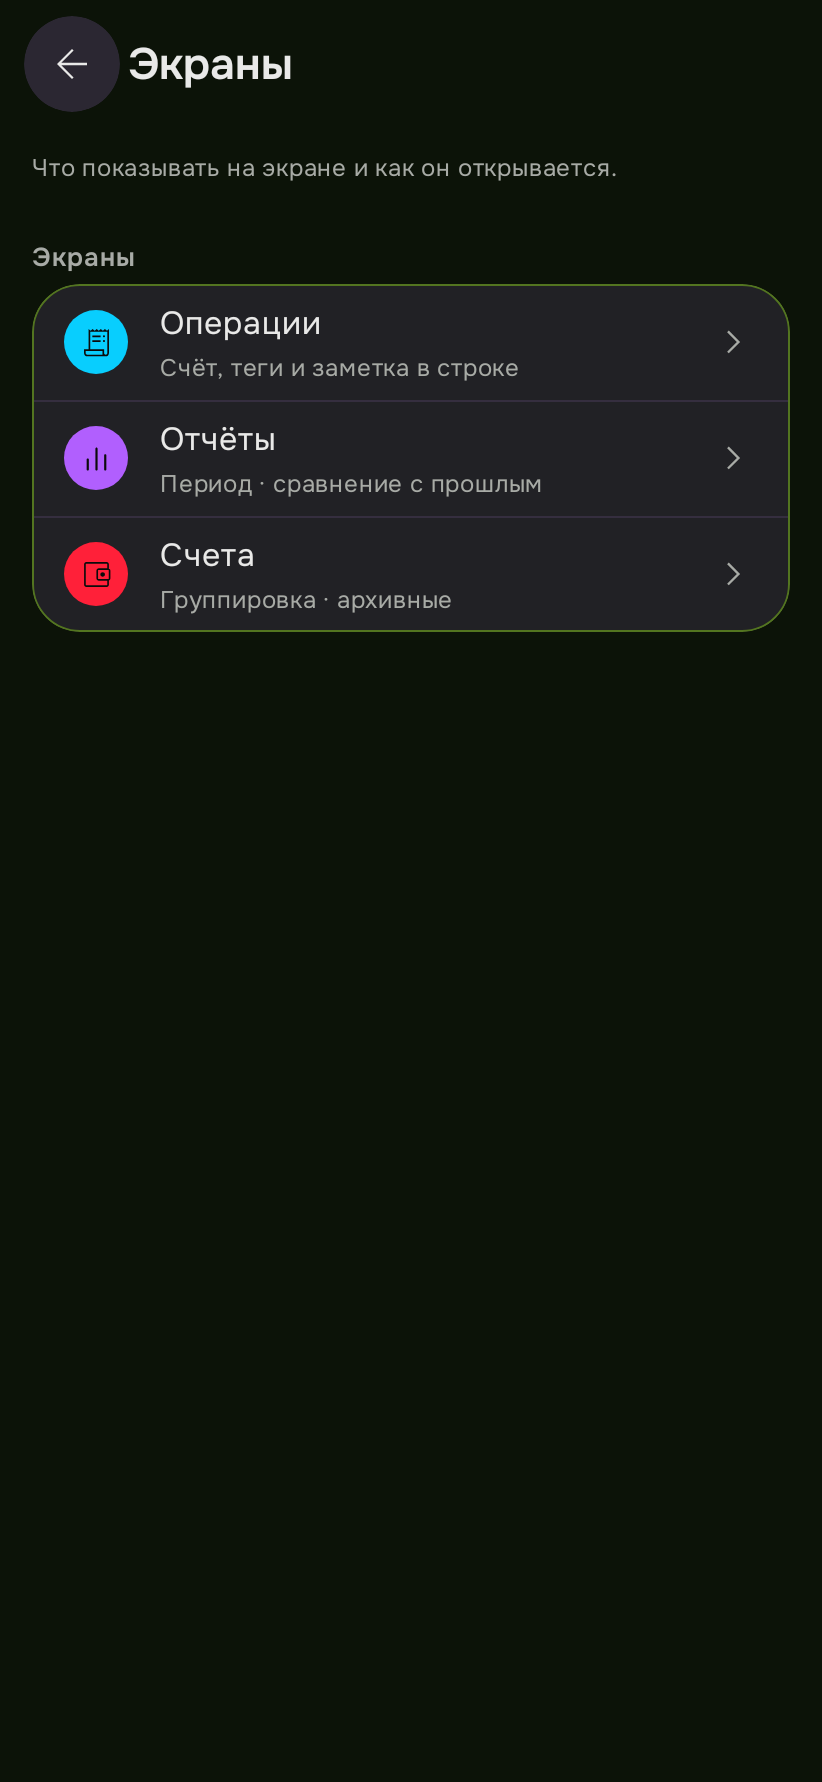 Экраны
Что показывать на экране и как он открывается.
Экраны
Операции
Счёт, теги и заметка в строке
Отчёты
Период · сравнение с прошлым
Счета
Группировка · архивные